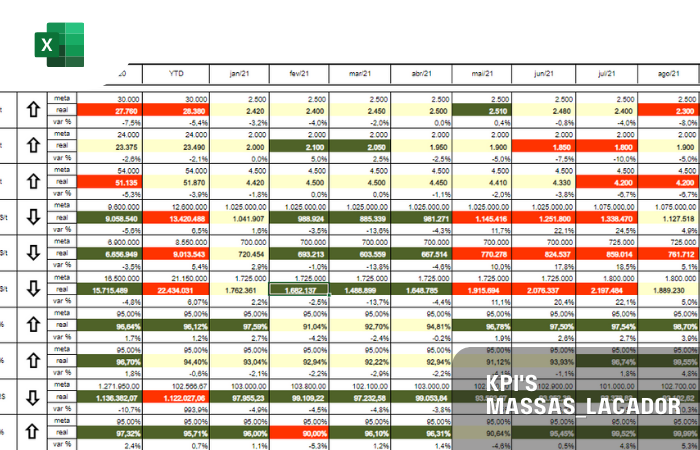 X
20 YTD jan/21 fev/21 mar/21 abr/21 mai/21 jun/21 jul/21 ago/21
meta 30.000 30.000 2.500 2.500 2.500 2.500 2.500 2.500 2.500 2.500
t real 27.760 28.380 2.420 2.400 2.450 2.500 2.510 2.480 2.400 2.300
var % -7,5% -5,4% -3,2% -4,0% -2,0% 0,0% 0,4% -0,8% -4,0% -8,0%
meta 24.000 24.000 2.000 2.000 2.000 2.000 2.000 2.000 2.000 2.000
t real 23.375 23.490 2.000 2.100 2.050 1.950 1.900 1.850 1.800 1.900
var % -2,6% -2,1% 0,0% 5,0% 2,5% -2,5% -5,0% -7,5% -10,0% -5,0%
meta 54.000 54.000 4.500 4.500 4.500 4.500 4.500 4.500 4.500 4.500
t real 51.135 51.870 4.420 4.500 4.500 4.450 4.410 4.330 4.200 4.200
var % -5,3% -3,9% -1,8% 0,0% 0,0% -1,1% -2,0% -3,8% -6,7% -6,7%
meta 9.600.000 12.600.000 1.025.000,00 1.025.000,00 1.025.000,00 1.025.000,00 1.025.000,00 1.025.000,00 1.075.000,00 1.075.000,00
$/t real 9.058.540 13.420.488 1.041.907 988.924 885.339 981.271 1.145.416 1.251.800 1.338.470 1.127.518
var % -5,6% 6,5% 1,6% -3,5% -13,6% -4,3% 11,7% 22,1% 24,5% 4,9%
meta 6.900.000 8.550.000 700.000 700.000 700.000 700.000 700.000 700.000 725.000 725.000
$/t real 6.656.949 9.013.543 720.454 693.213 603.559 667.514 770.278 824.537 859.014 761.712
var % -3,5% 5,4% 2,9% -1,0% -13,8% -4,6% 10,0% 17,8% 18,5% 5,1%
meta 16.500.000 21.150.000 1.725.000 1.725.000 1.725.000 1.725.000 1.725.000 1.725.000 1.800.000 1.800.000
$/t real 15.715.489 22.434.031 1.762.361 1.682.137 1.488.899 1.648.785 1.915.694 2.076.337 2.197.484 1.889.230
var % -4,8% 6,07% 2,2% -2,5% -13,7% -4,4% 11,1% 20,4% 22,1% 5,0%
meta 95,00% 95,00% 95,00% 95,00% 95,00% 95,00% 95,00% 95,00% 95,00% 95,00%
% real 96,64% 96,12% 97,59% 91,04% 92,70% 94,81% 96,78% 97,50% 97,54% 98,70%
var % 1,7% 1,2% 2,7% -4,2% -2,4% -0,2% 1,9% 2,6% 2,7% 3,9%
meta 95,00% 95,00% 95,00% 95,00% 95,00% 95,00% 95,00% 95,00% 95,00% 95,00%
% real 96,70% 94,40% 93,04% 92,94% 92,22% 92,94% 91,12% 93,93% 96,74% 99,55%
var % 1,8% -0,6% -2,1% -2,2% -2,9% -2,2% -4,1% -1,1% 1,8% 4,8%
meta 1.271.950,00 102.566,67 103.000,00 103.800,00 102.100,00 103.000,00 102.900,00 101.000,00 102.700,00
real 1.136.382,07 1.122.027,06 97.955,23 99.109,22 97.232,58 99.053,84
var % -10,7% 993,9% -4,9% -4,5% -4,8% -3,8%
meta 95,00% 95,00% 95,00% 95,00% 95,00% 95,00% 95,00% 95,00% 95,00% 95,00%
% real 97,32% 95,71% 96,00% 90,00% 96,10% 96,31% 90,64% 95,45% 99,52% 99,99%
var % 2,4% 0,7% 1,1% -5,3% 1,2% 1,4% -4,6% 0,5% 4,8% 5,3%
KPI'S
MASSAS_LACADOR